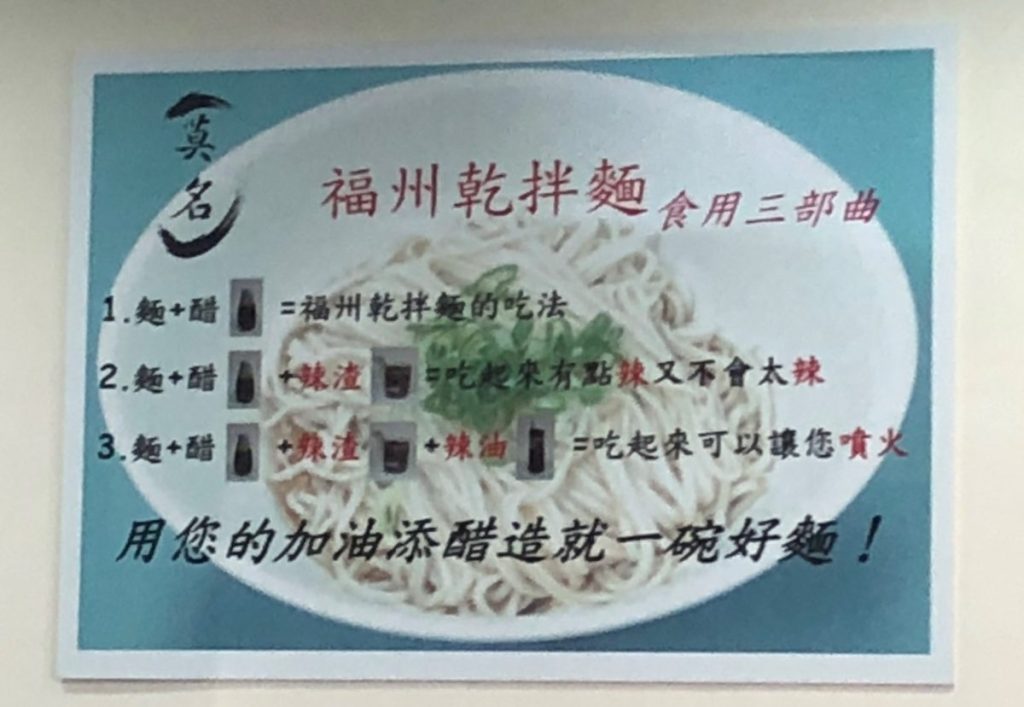 莫名
福州乾拌麵 食用三部曲
1.麵+醋 =福州乾拌麵的吃法
2.麵+醋 +辣渣 =吃起來有點辣又不會太辣
3.麵+醋 +辣渣 +辣油 =吃起來可以讓您噴火
用您的加油添醋造就一碗好麵！